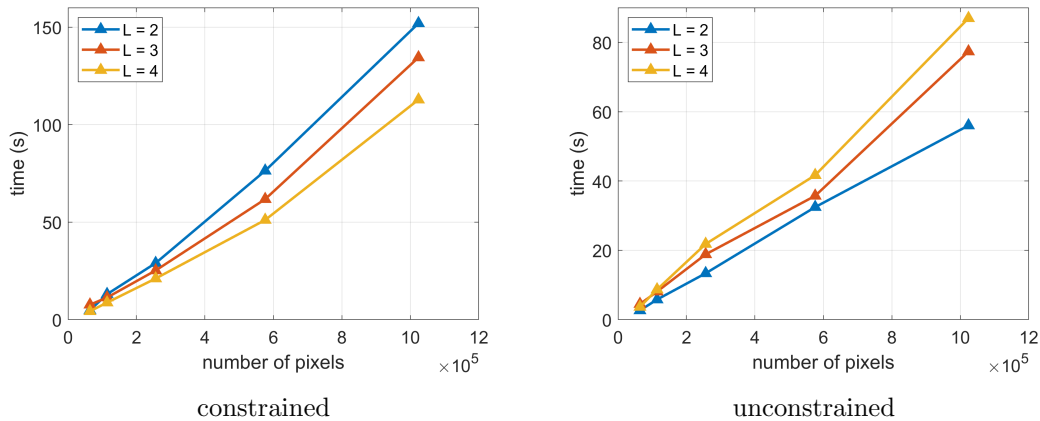 150
100
50
0
time (s)
L = 2
L = 3
L = 4
0 2 4 6 8 10 12
number of pixels
×10^5
constrained
80
60
40
20
0
time (s)
L = 2
L = 3
L = 4
0 2 4 6 8 10 12
number of pixels
×10^5
unconstrained